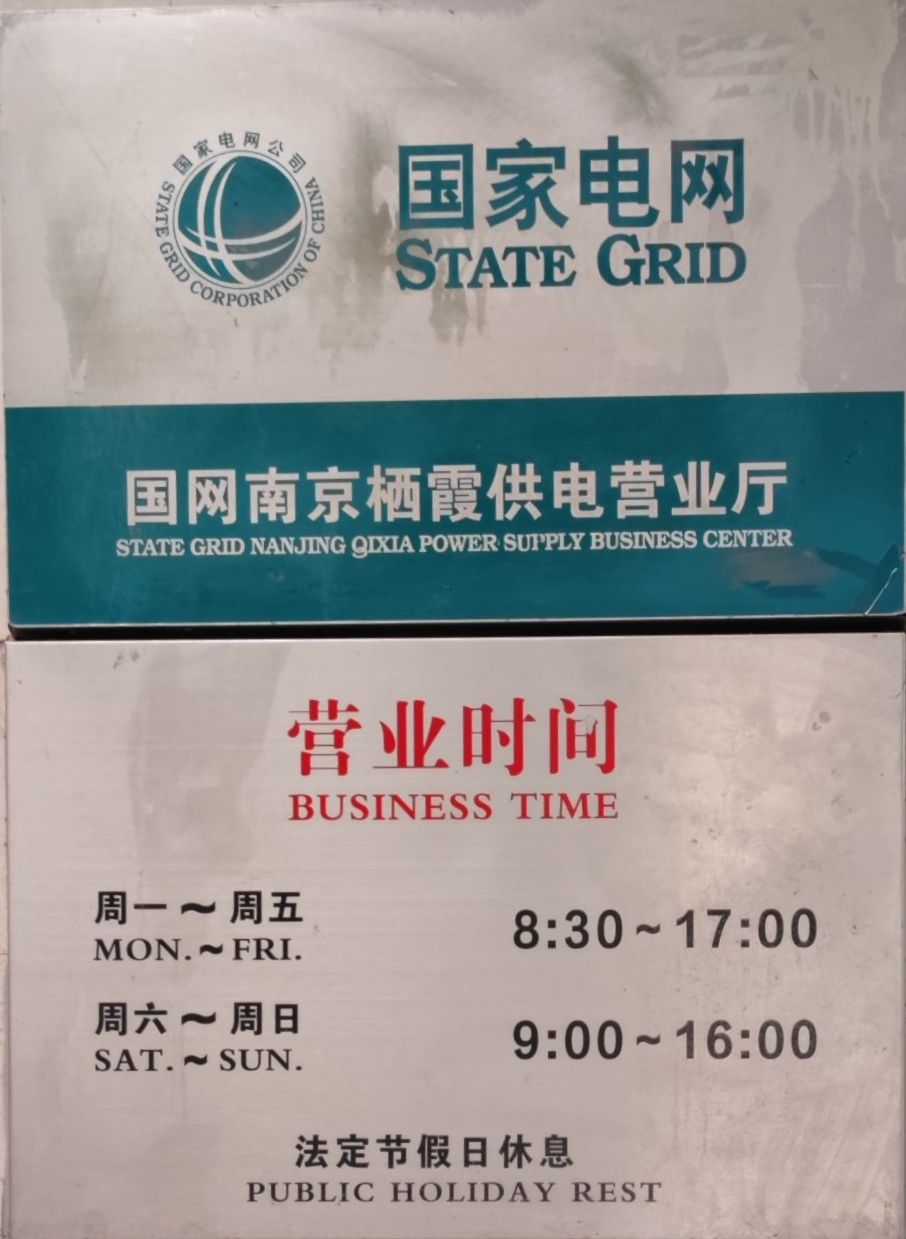 国家电网公司
STATE GRID CORPORATION OF CHINA
国家电网
STATE GRID
国网南京栖霞供电营业厅
STATE GRID NANJING QIXIA POWER SUPPLY BUSINESS CENTER
营业时间
BUSINESS TIME
周一～周五 8:30~17:00
MON.~FRI.
周六～周日 9:00~16:00
SAT.~SUN.
法定节假日休息
PUBLIC HOLIDAY REST